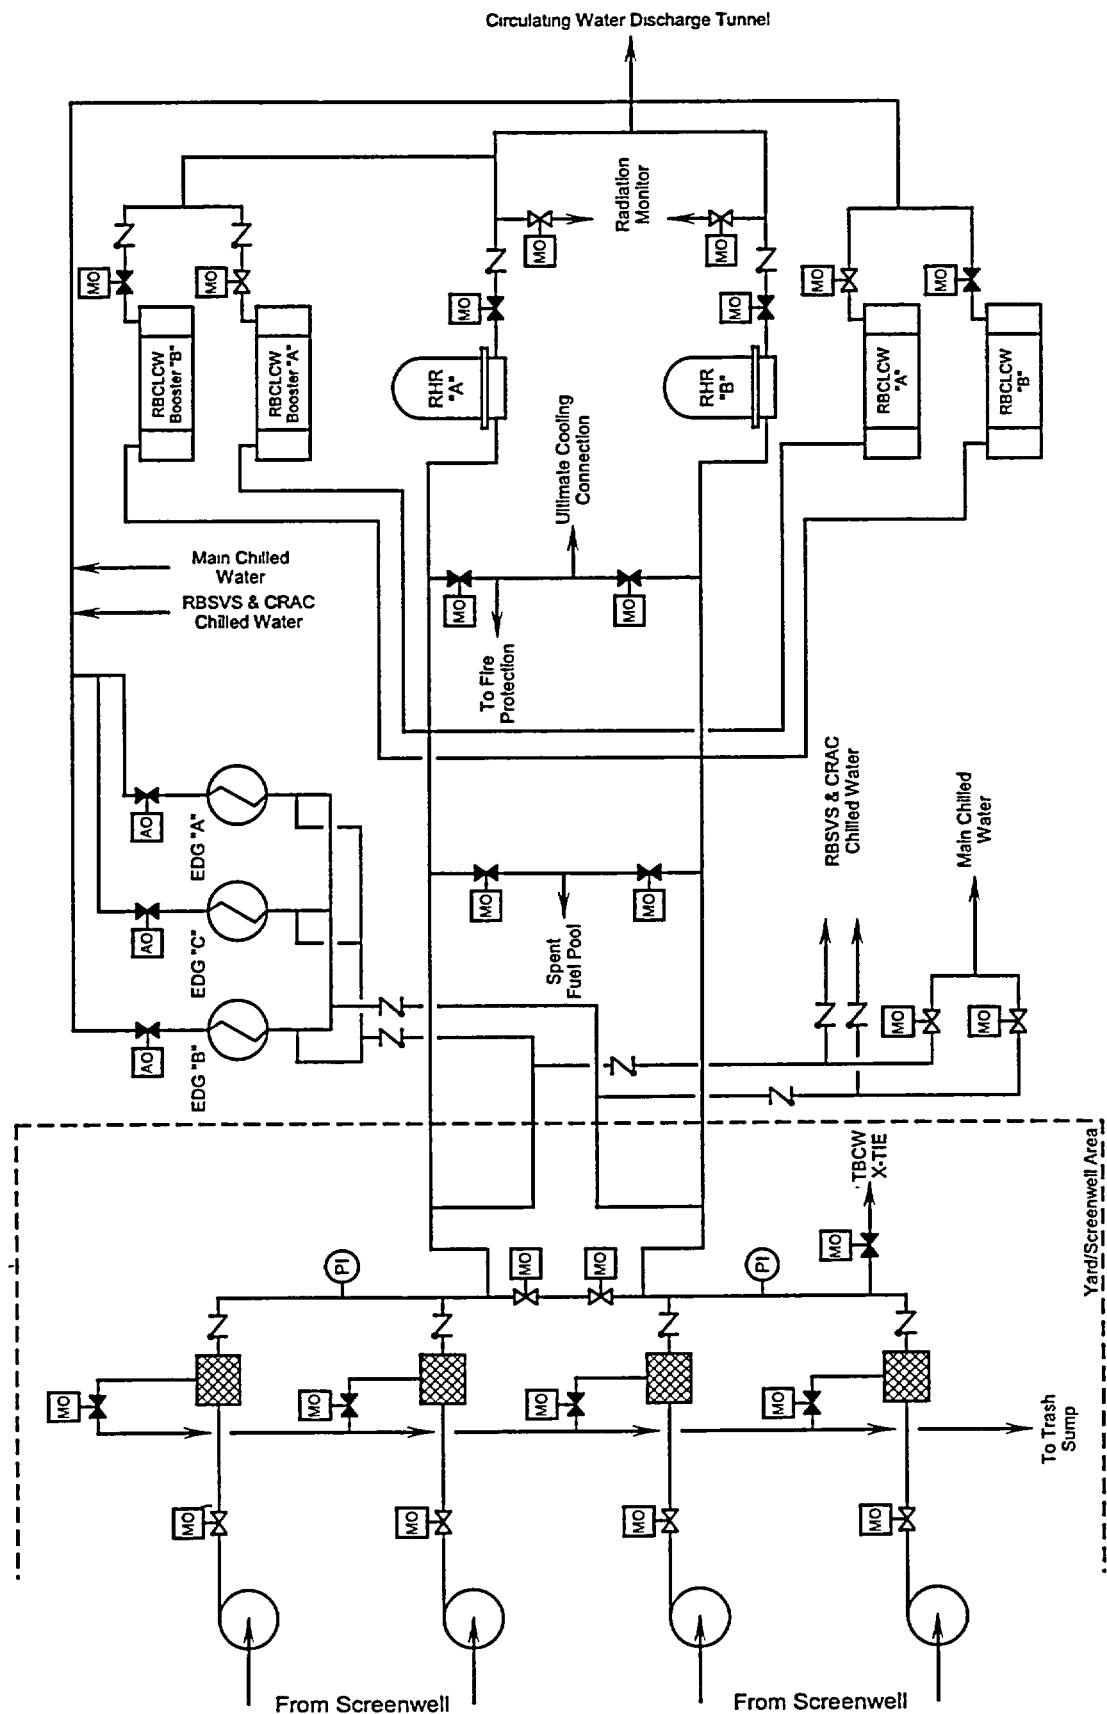 Circulating Water Discharge Tunnel
Radiation
Monitor
MO
MO
MO
MO
MO
MO
MO
MO
RBCLCW
Booster "B"
RBCLCW
Booster "A"
RHR
"A"
RHR
"B"
RBCLCW
"A"
RBCLCW
"B"
Ultimate Cooling
Connection
Main Chilled
Water
RBSVS & CRAC
Chilled Water
MO
MO
To Fire
Protection
AO
EDG "A"
AO
EDG "C"
AO
EDG "B"
MO
MO
Spent
Fuel Pool
RBSVS & CRAC
Chilled Water
Main Chilled
Water
MO
MO
Yard/Screenwell Area
TBCW
X-TIE
PI
MO
MO
PI
MO
MO
MO
MO
MO
To Trash
Sump
MO
MO
MO
MO
From Screenwell
From Screenwell